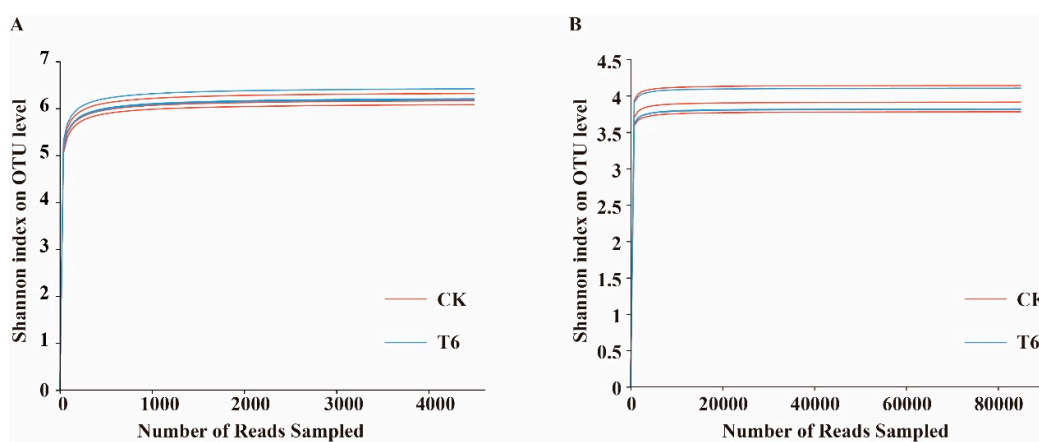 A
Shannon index on OTU level
7
6
5
4
3
2
1
0
CK
T6
0 1000 2000 3000 4000
Number of Reads Sampled
B
Shannon index on OTU level
4.5
4
3.5
3
2.5
2
1.5
1
0.5
0
CK
T6
0 20000 40000 60000 80000
Number of Reads Sampled